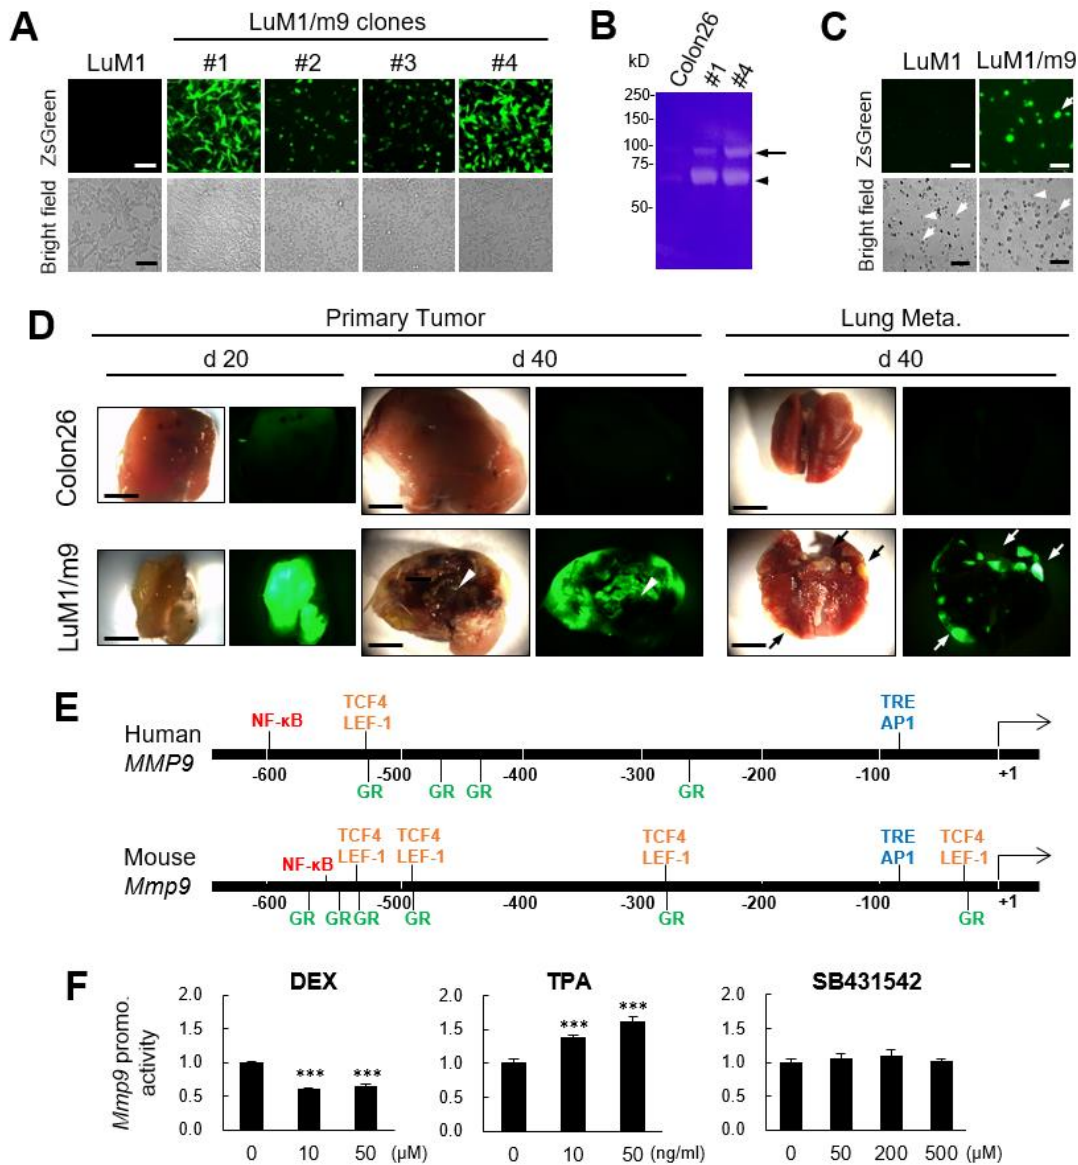 A
LuM1/m9 clones
LuM1 #1 #2 #3 #4
ZsGreen
Bright field
B
kD
Colon26
#1
#4
250-
150-
100-
75-
50-
C
LuM1 LuM1/m9
ZsGreen
Bright field
D
Primary Tumor Lung Meta.
d 20 d 40 d 40
Colon26
LuM1/m9
E
Human
MMP9
NF-κB
TCF4
LEF-1
TRE
AP1
-600 -500 -400 -300 -200 -100 +1
GR GR GR GR
Mouse
Mmp9
NF-κB
TCF4
LEF-1
TCF4
LEF-1
TCF4
LEF-1
TRE
AP1
TCF4
LEF-1
-600 -500 -400 -300 -200 -100 +1
GR GR GR GR GR GR
F
Mmp9 promo.
activity
DEX
2.0
1.5
1.0
0.5
0.0
*** ***
0 10 50 (µM)
TPA
2.0
1.5
1.0
0.5
0.0
*** ***
0 10 50 (ng/ml)
SB431542
2.0
1.5
1.0
0.5
0.0
0 50 200 500 (µM)